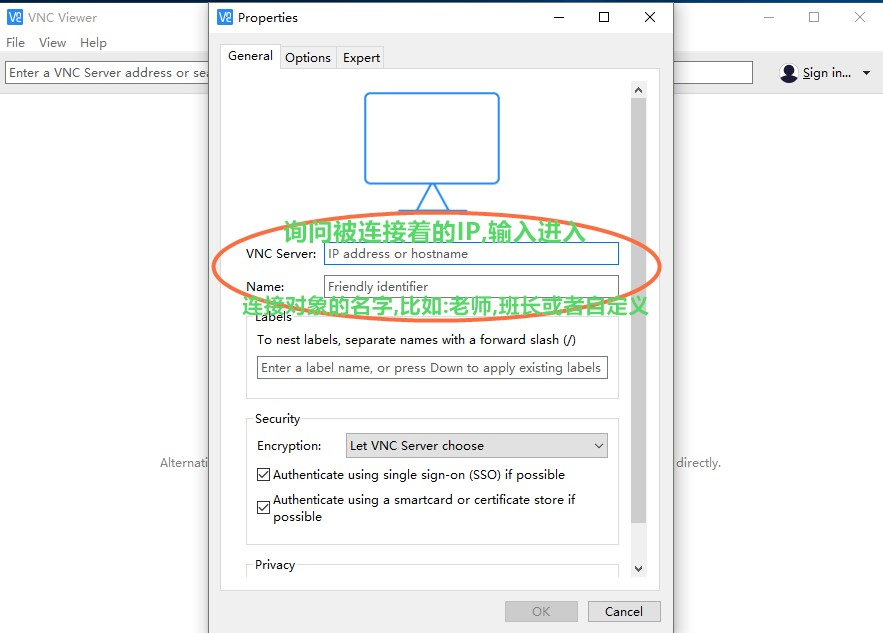 VNC Viewer
Properties
File View Help
General Options Expert
Enter a VNC Server address or sea
Sign in...
询问被连接着的IP,输入进入
VNC Server: IP address or hostname
Name: Friendly identifier
连接对象的名字,比如:老师,班长或者自定义
Labels
To nest labels, separate names with a forward slash (/)
Enter a label name, or press Down to apply existing labels
Security
Encryption: Let VNC Server choose
Alternati
directly.
Authenticate using single sign-on (SSO) if possible
Authenticate using a smartcard or certificate store if
possible
Privacy
OK Cancel